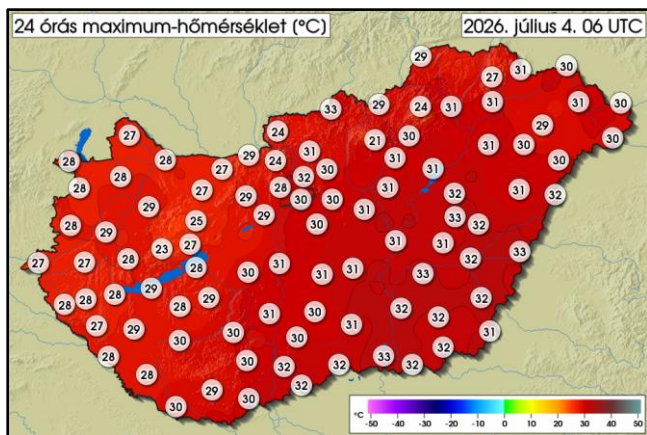 24 órás maximum-hőmérséklet (°C)
2026. július 4. 06 UTC
29
27 31 30
33 29 24 31 31 31 30
27 24 21 30 29 30
28 28 27 29 24 31 31 31 31 30 30
28 28 27 29 28 32 30 31 32 31 32
29 25 29 30 30 31 33 32
28 29 30
27 27 28 23 27 28 30 31 31 31 32 33
31 31 33
28 28 28 29 28 29 31 30 32 32 32
27 29 30 30 30 31 32 31
28 28 30 32 32 33 32
30 29 30 32
°C -50 -40 -30 -20 -10 0 10 20 30 40 50